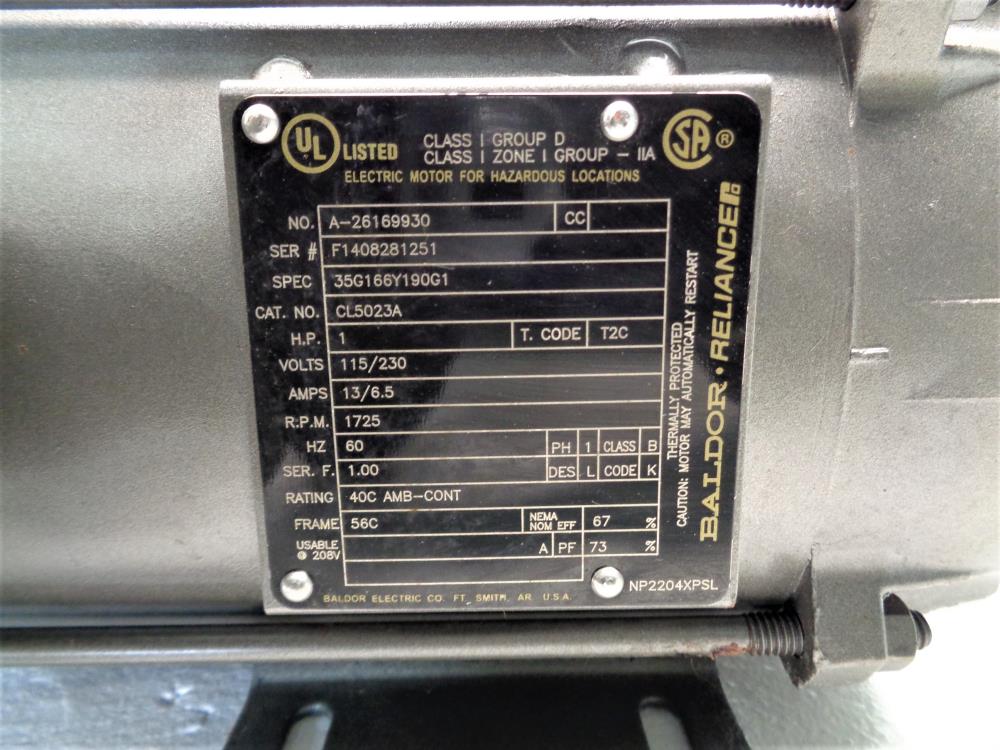 UL LISTED
CLASS I GROUP D
CLASS I ZONE I GROUP - IIA
SA ®
ELECTRIC MOTOR FOR HAZARDOUS LOCATIONS
NO. A-26169930 CC
SER # F1408281251
SPEC 35G166Y190G1
CAT. NO. CL5023A
H.P. 1 T. CODE T2C
VOLTS 115/230
AMPS 13/6.5
R.P.M. 1725
HZ 60 PH 1 CLASS B
SER. F. 1.00 DES L CODE K
RATING 40C AMB-CONT
FRAME 56C NEMA NOM EFF 67 %
USABLE @ 208V A PF 73 %
NP2204XPSL
BALDOR ELECTRIC CO. FT. SMITH, AR U.S.A.
THERMALLY PROTECTED
CAUTION: MOTOR MAY AUTOMATICALLY RESTART
BALDOR • RELIANCE